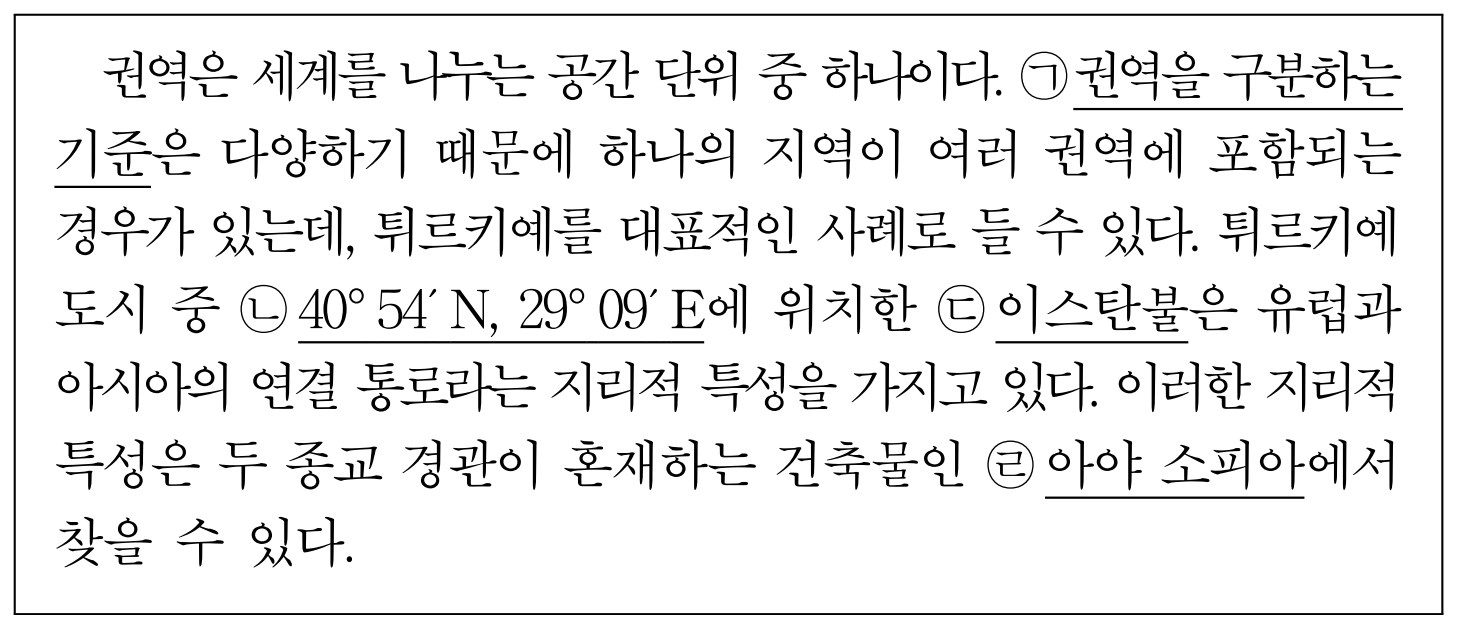 권역은 세계를 나누는 공간 단위 중 하나이다. ㉠권역을 구분하는
기준은 다양하기 때문에 하나의 지역이 여러 권역에 포함되는
경우가 있는데, 튀르키예를 대표적인 사례로 들 수 있다. 튀르키예
도시 중 ㉡40° 54′ N, 29° 09′ E에 위치한 ㉢이스탄불은 유럽과
아시아의 연결 통로라는 지리적 특성을 가지고 있다. 이러한 지리적
특성은 두 종교 경관이 혼재하는 건축물인 ㉣아야 소피아에서
찾을 수 있다.